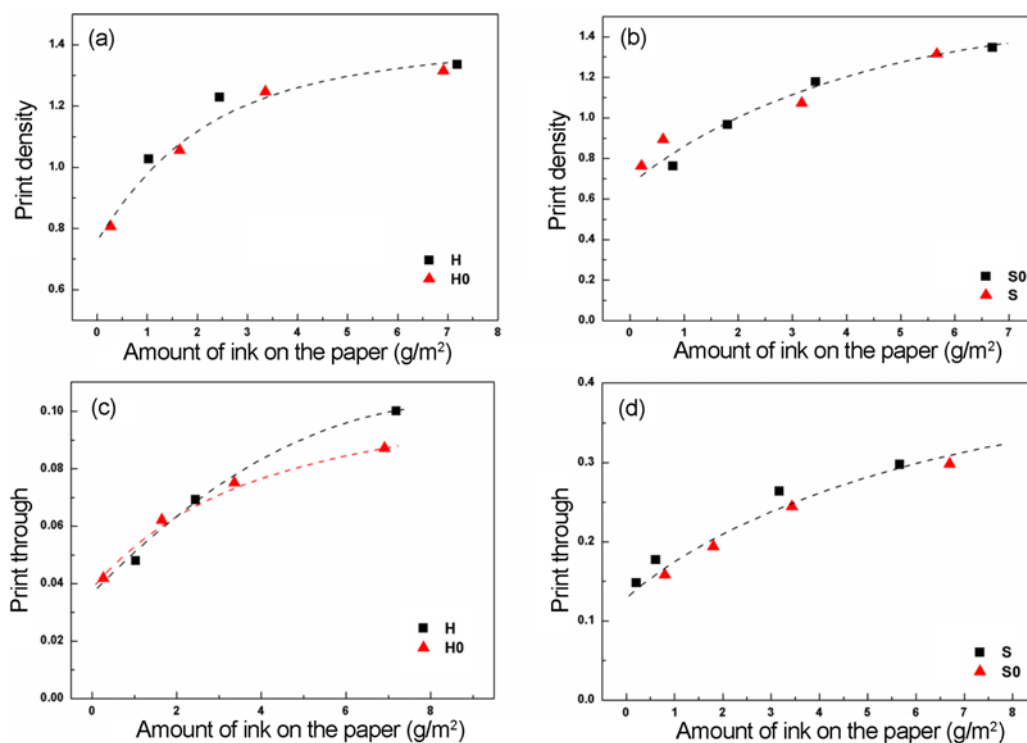 (a)
Print density
1.4
1.2
1.0
0.8
0.6
H
H0
0 1 2 3 4 5 6 7 8
Amount of ink on the paper (g/m²)
(b)
Print density
1.4
1.2
1.0
0.8
0.6
0.4
0.2
0.0
S0
S
0 1 2 3 4 5 6 7
Amount of ink on the paper (g/m²)
(c)
Print through
0.10
0.08
0.06
0.04
0.02
0.00
H
H0
0 2 4 6 8
Amount of ink on the paper (g/m²)
(d)
Print through
0.4
0.3
0.2
0.1
0.0
S
S0
0 1 2 3 4 5 6 7 8
Amount of ink on the paper (g/m²)